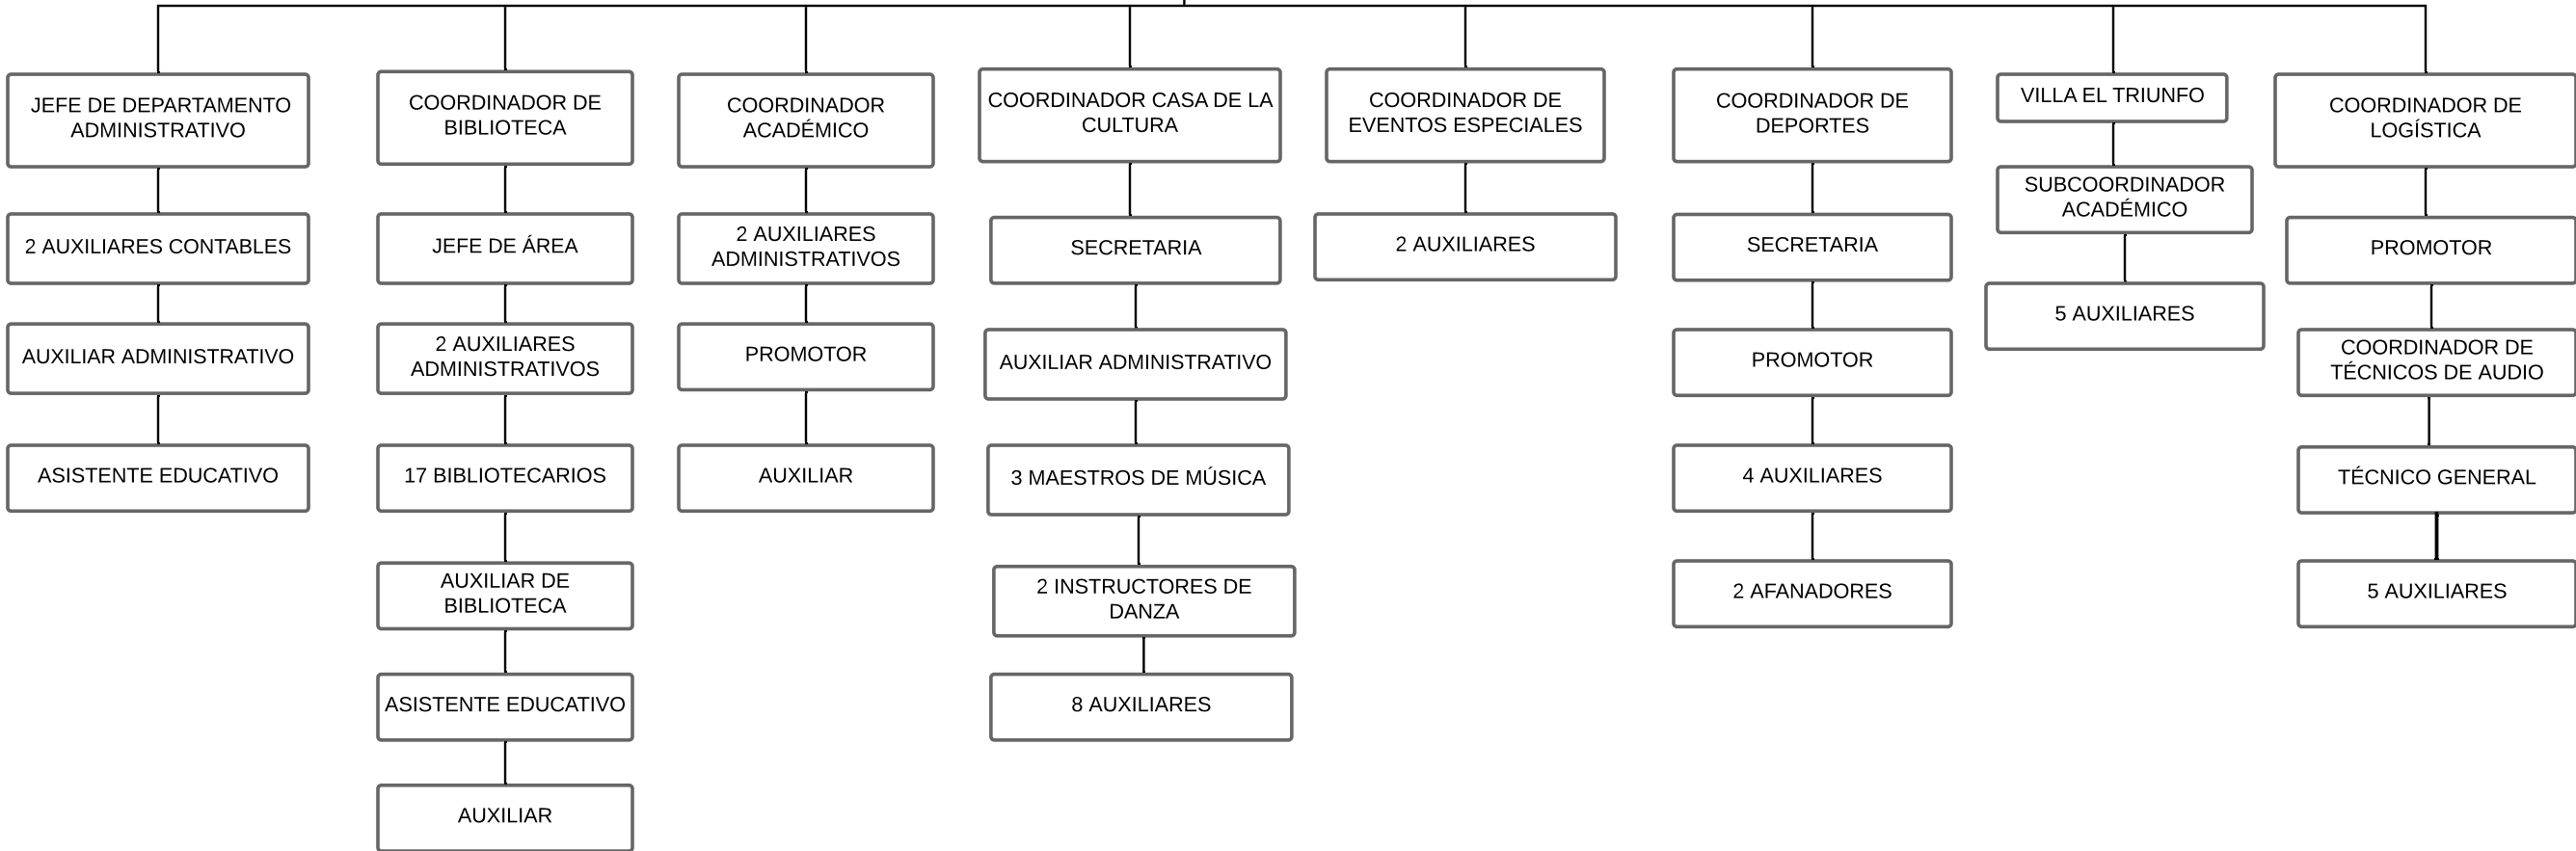 JEFE DE DEPARTAMENTO
ADMINISTRATIVO
2 AUXILIARES CONTABLES
AUXILIAR ADMINISTRATIVO
ASISTENTE EDUCATIVO
COORDINADOR DE
BIBLIOTECA
JEFE DE ÁREA
2 AUXILIARES
ADMINISTRATIVOS
17 BIBLIOTECARIOS
AUXILIAR DE
BIBLIOTECA
ASISTENTE EDUCATIVO
AUXILIAR
COORDINADOR
ACADÉMICO
2 AUXILIARES
ADMINISTRATIVOS
PROMOTOR
AUXILIAR
COORDINADOR CASA DE LA
CULTURA
SECRETARIA
AUXILIAR ADMINISTRATIVO
3 MAESTROS DE MÚSICA
2 INSTRUCTORES DE
DANZA
8 AUXILIARES
COORDINADOR DE
EVENTOS ESPECIALES
2 AUXILIARES
COORDINADOR DE
DEPORTES
SECRETARIA
PROMOTOR
4 AUXILIARES
2 AFANADORES
VILLA EL TRIUNFO
SUBCOORDINADOR
ACADÉMICO
5 AUXILIARES
COORDINADOR DE
LOGÍSTICA
PROMOTOR
COORDINADOR DE
TÉCNICOS DE AUDIO
TÉCNICO GENERAL
5 AUXILIARES